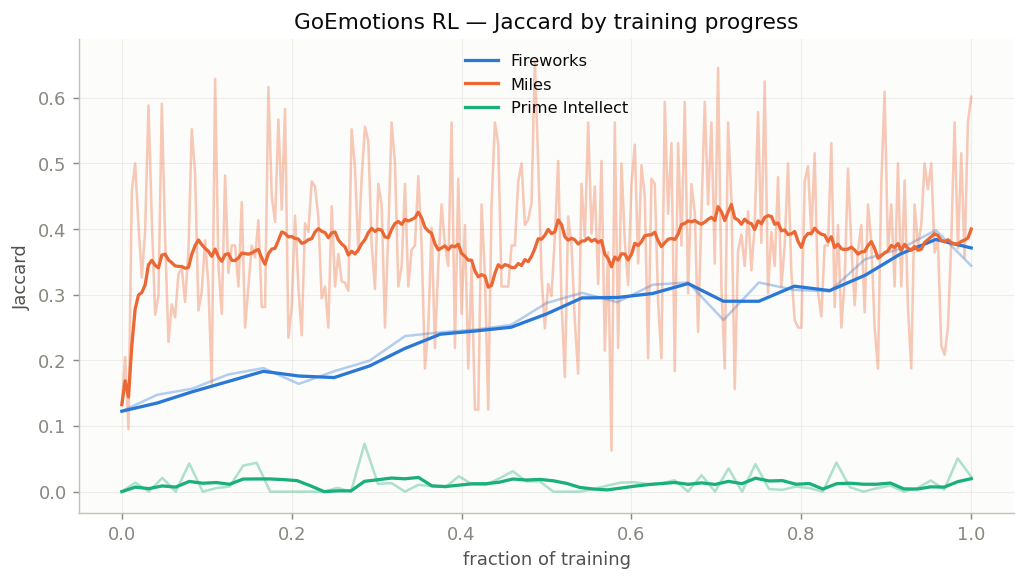 GoEmotions RL — Jaccard by training progress
Fireworks
Miles
Prime Intellect
Jaccard
0.6
0.5
0.4
0.3
0.2
0.1
0.0
0.0 0.2 0.4 0.6 0.8 1.0
fraction of training